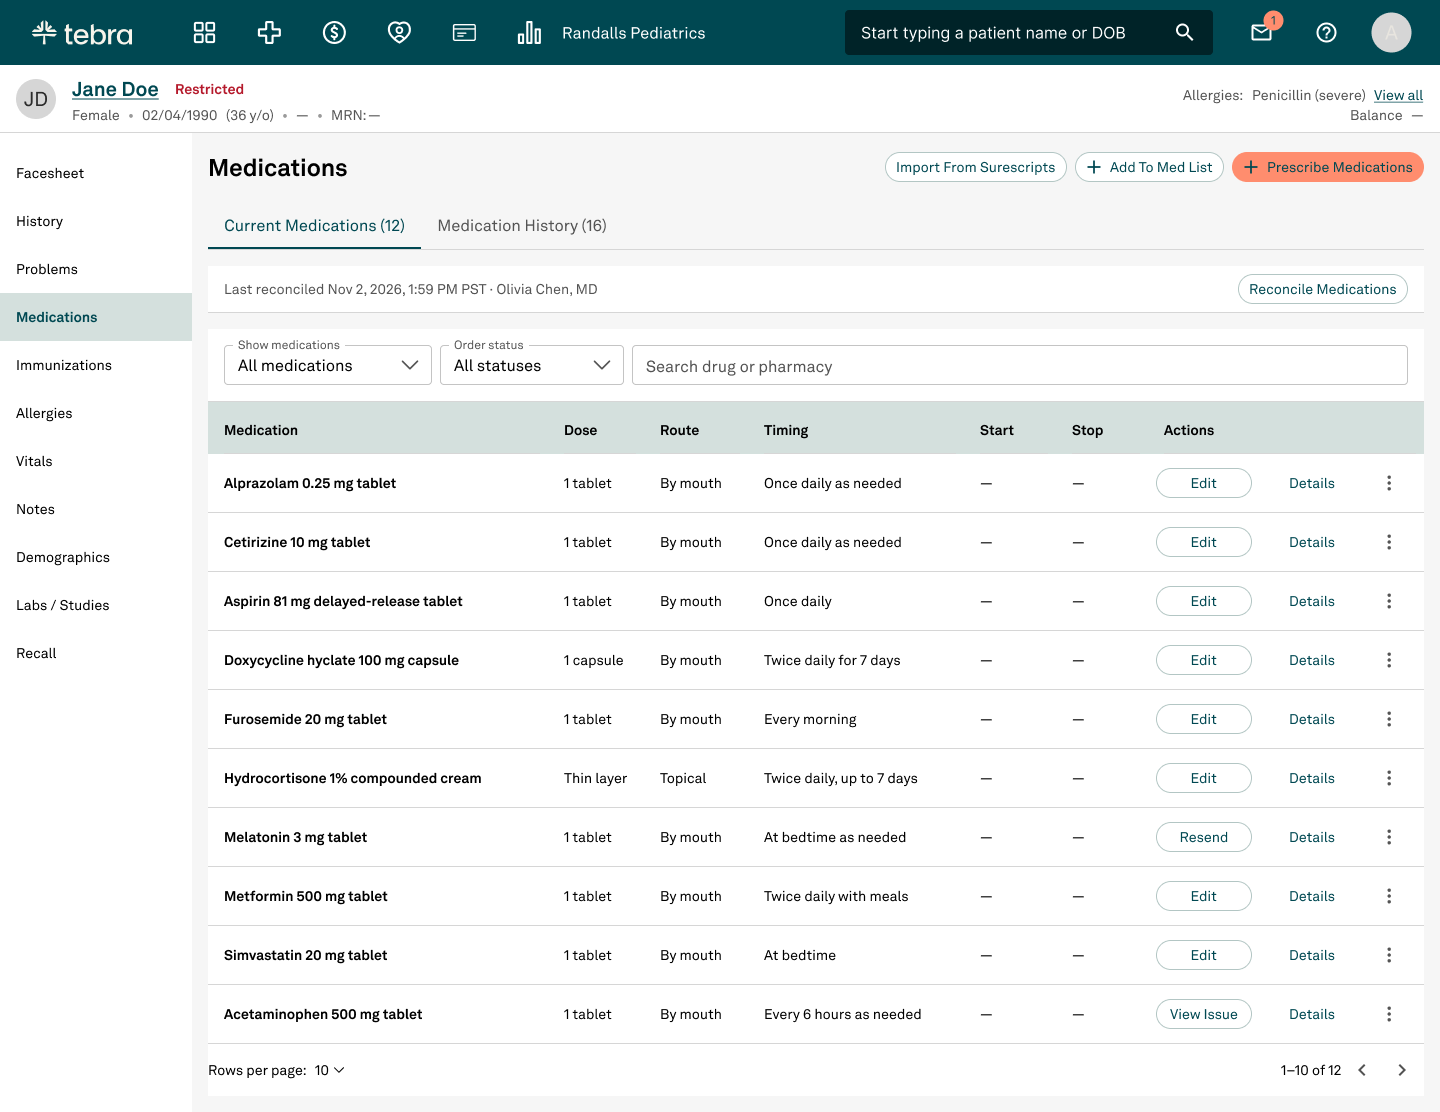 tebra
Randalls Pediatrics
Start typing a patient name or DOB
1
A
JD
Jane Doe Restricted
Female • 02/04/1990 (36 y/o) • — • MRN: —
Allergies: Penicillin (severe) View all
Balance —
Facesheet
History
Problems
Medications
Immunizations
Allergies
Vitals
Notes
Demographics
Labs / Studies
Recall
Medications
Import From Surescripts
Add To Med List
Prescribe Medications
Current Medications (12)
Medication History (16)
Last reconciled Nov 2, 2026, 1:59 PM PST · Olivia Chen, MD
Reconcile Medications
Show medications
All medications
Order status
All statuses
Search drug or pharmacy
Medication Dose Route Timing Start Stop Actions
Alprazolam 0.25 mg tablet 1 tablet By mouth Once daily as needed — — Edit Details
Cetirizine 10 mg tablet 1 tablet By mouth Once daily as needed — — Edit Details
Aspirin 81 mg delayed-release tablet 1 tablet By mouth Once daily — — Edit Details
Doxycycline hyclate 100 mg capsule 1 capsule By mouth Twice daily for 7 days — — Edit Details
Furosemide 20 mg tablet 1 tablet By mouth Every morning — — Edit Details
Hydrocortisone 1% compounded cream Thin layer Topical Twice daily, up to 7 days — — Edit Details
Melatonin 3 mg tablet 1 tablet By mouth At bedtime as needed — — Resend Details
Metformin 500 mg tablet 1 tablet By mouth Twice daily with meals — — Edit Details
Simvastatin 20 mg tablet 1 tablet By mouth At bedtime — — Edit Details
Acetaminophen 500 mg tablet 1 tablet By mouth Every 6 hours as needed — — View Issue Details
Rows per page: 10
1–10 of 12